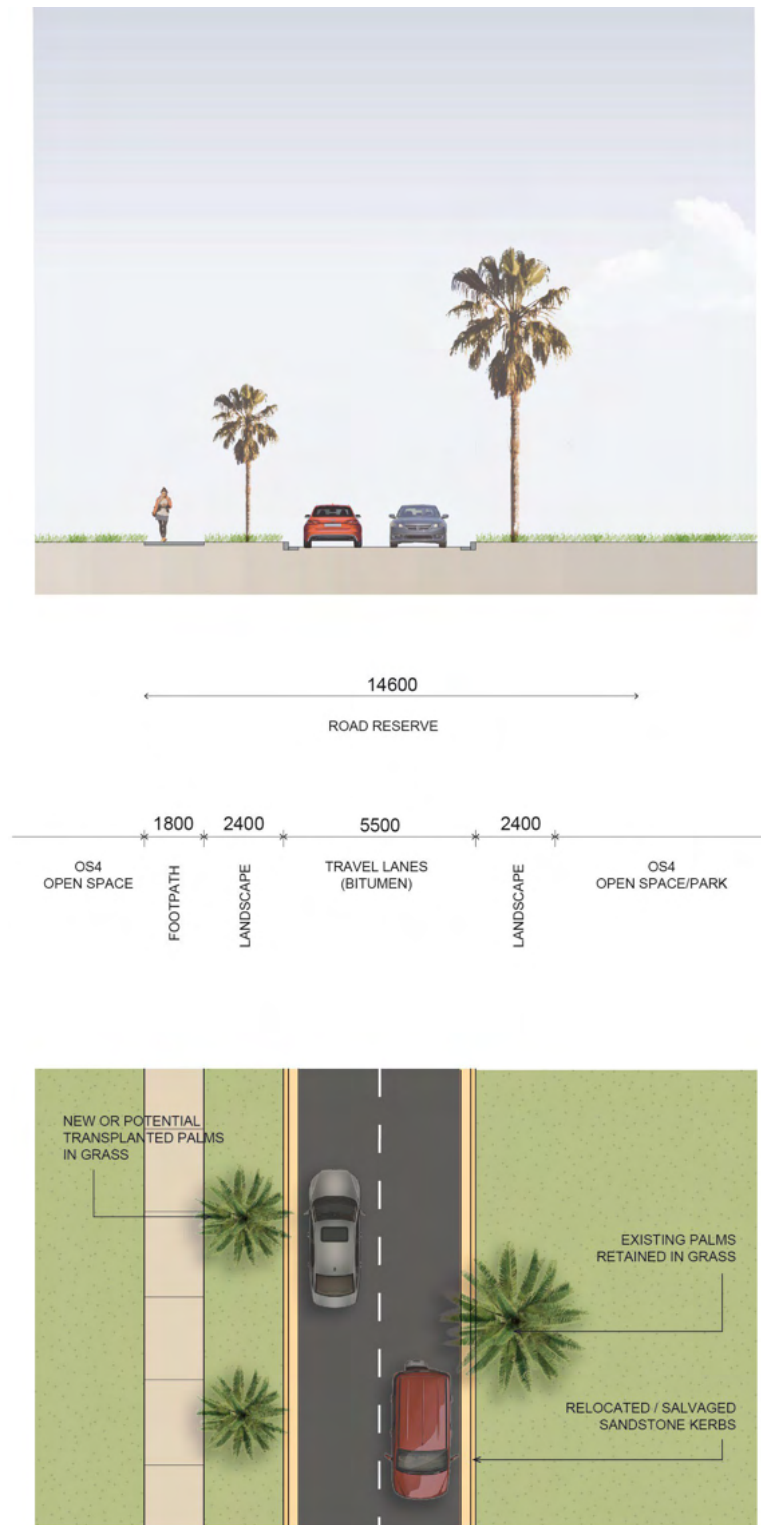 14600
ROAD RESERVE
1800
2400
5500
2400
OS4
OPEN SPACE
FOOTPATH
LANDSCAPE
TRAVEL LANES
(BITUMEN)
LANDSCAPE
OS4
OPEN SPACE/PARK
NEW OR POTENTIAL
TRANSPLANTED PALMS
IN GRASS
EXISTING PALMS
RETAINED IN GRASS
RELOCATED / SALVAGED
SANDSTONE KERBS